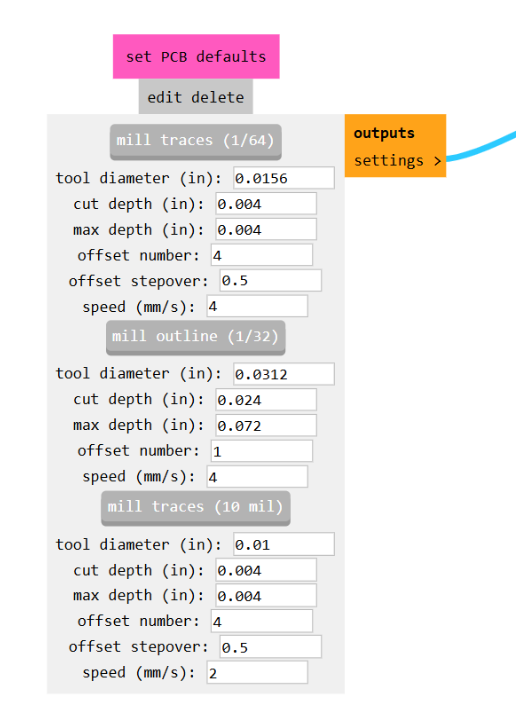 set PCB defaults
edit delete
mill traces (1/64)
outputs
settings >
tool diameter (in): 0.0156
cut depth (in): 0.004
max depth (in): 0.004
offset number: 4
offset stepover: 0.5
speed (mm/s): 4
mill outline (1/32)
tool diameter (in): 0.0312
cut depth (in): 0.024
max depth (in): 0.072
offset number: 1
speed (mm/s): 4
mill traces (10 mil)
tool diameter (in): 0.01
cut depth (in): 0.004
max depth (in): 0.004
offset number: 4
offset stepover: 0.5
speed (mm/s): 2